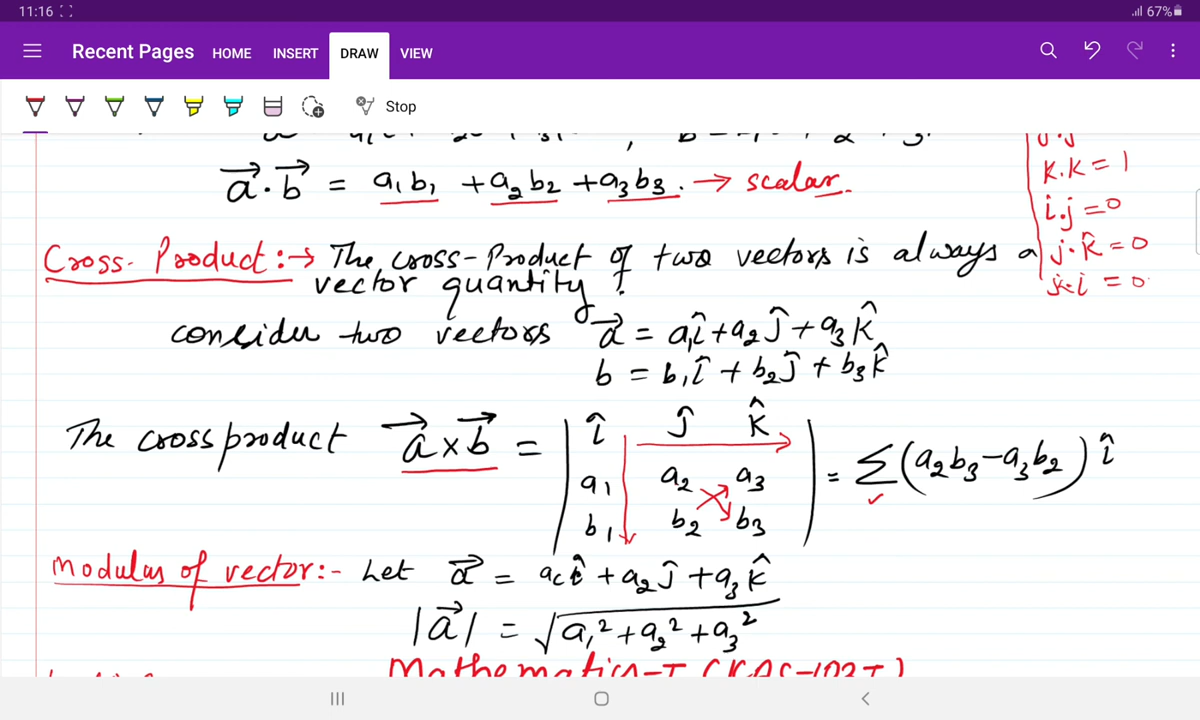 11:16 67%
Recent Pages HOME INSERT DRAW VIEW
Stop
a⃗·b⃗ = a₁b₁ + a₂b₂ + a₃b₃. → scalar.
k.k = 1
î.j = 0
j.k̂ = 0
k.i = 0
Cross-Product :→ The cross-Product of two vectors is always a
vector quantity.
consider two vectors a⃗ = a₁î + a₂ĵ + a₃k̂
b = b₁î + b₂ĵ + b₃k̂
The cross product a⃗ × b⃗ = | î ĵ k̂ |
a₁ a₂ a₃
b₁ b₂ b₃ = Σ(a₂b₃ - a₃b₂) î
Modulus of vector:- Let a⃗ = a₁î + a₂ĵ + a₃k̂
|a⃗| = √a₁² + a₂² + a₃²